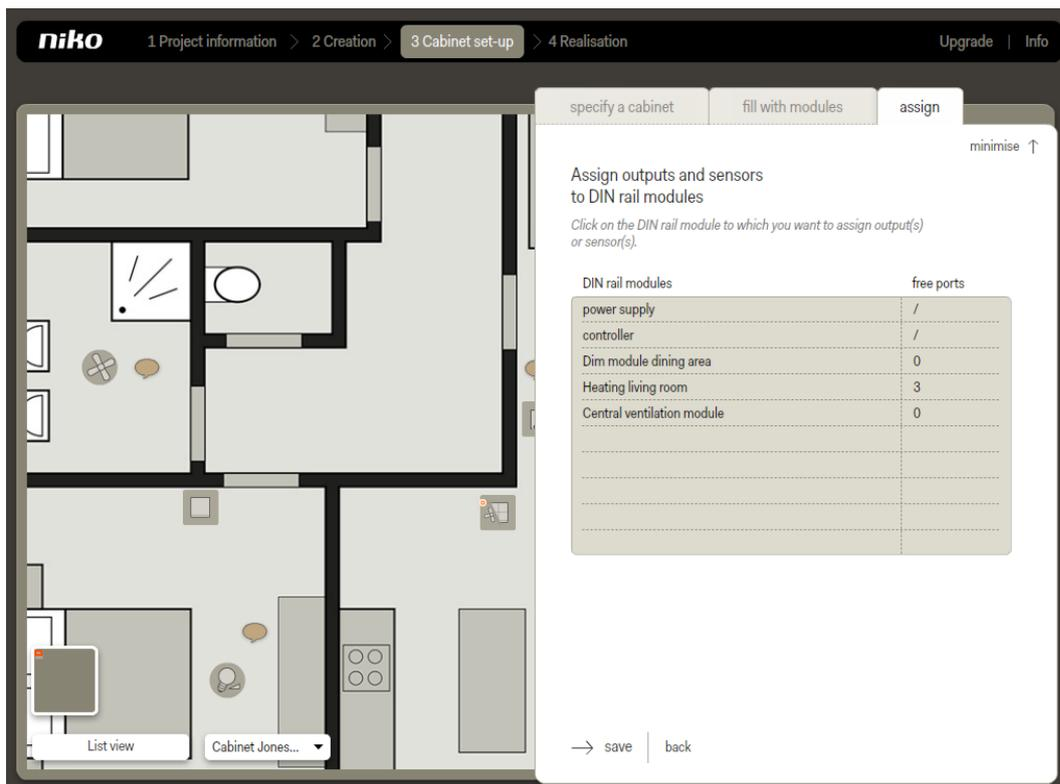 niko
1 Project information
2 Creation
3 Cabinet set-up
4 Realisation
Upgrade | Info
specify a cabinet
fill with modules
assign
minimise ↑
Assign outputs and sensors
to DIN rail modules
Click on the DIN rail module to which you want to assign output(s)
or sensor(s).
DIN rail modules free ports
power supply /
controller /
Dim module dining area 0
Heating living room 3
Central ventilation module 0
List view
Cabinet Jones...
→ save | back